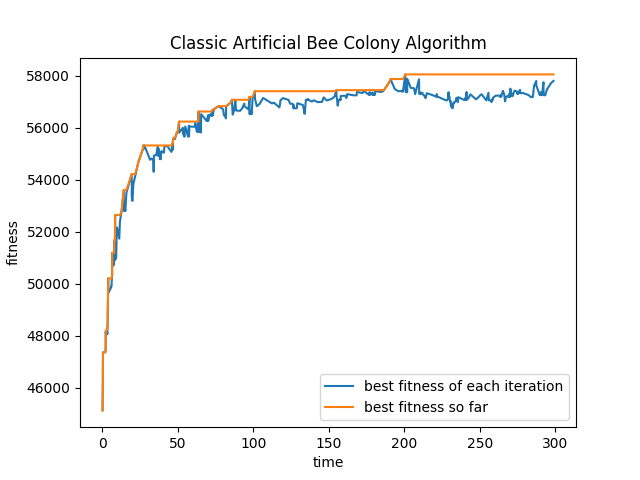 Classic Artificial Bee Colony Algorithm
58000
56000
54000
52000
50000
48000
46000
fitness
0 50 100 150 200 250 300
time
best fitness of each iteration
best fitness so far